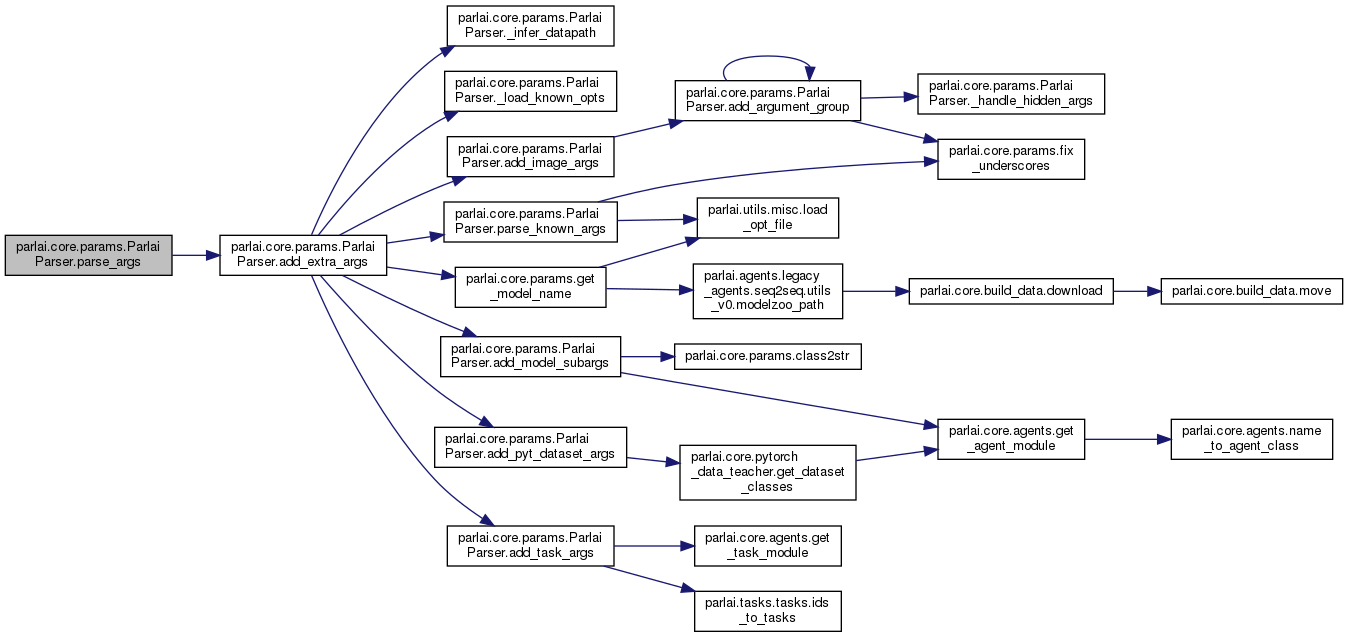 parlai.core.params.Parlai
Parser.parse_args
parlai.core.params.Parlai
Parser.add_extra_args
parlai.core.params.Parlai
Parser._infer_datapath
parlai.core.params.Parlai
Parser._load_known_opts
parlai.core.params.Parlai
Parser.add_image_args
parlai.core.params.Parlai
Parser.parse_known_args
parlai.core.params.get
_model_name
parlai.core.params.Parlai
Parser.add_model_subargs
parlai.core.params.Parlai
Parser.add_pyt_dataset_args
parlai.core.params.Parlai
Parser.add_task_args
parlai.core.params.Parlai
Parser.add_argument_group
parlai.utils.misc.load
_opt_file
parlai.agents.legacy
_agents.seq2seq.utils
_v0.modelzoo_path
parlai.core.params.class2str
parlai.core.pytorch
_data_teacher.get_dataset
_classes
parlai.core.agents.get
_task_module
parlai.tasks.tasks.ids
_to_tasks
parlai.core.params.Parlai
Parser._handle_hidden_args
parlai.core.params.fix
_underscores
parlai.core.build_data.download
parlai.core.agents.get
_agent_module
parlai.core.build_data.move
parlai.core.agents.name
_to_agent_class